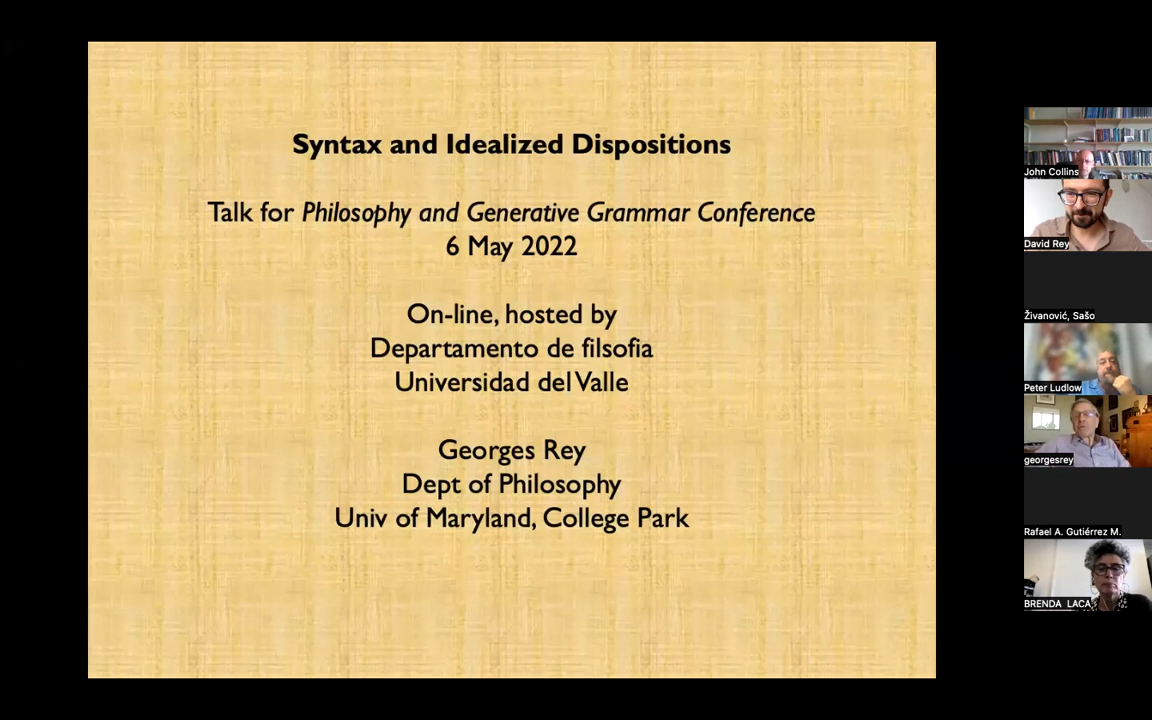 Syntax and Idealized Dispositions
Talk for Philosophy and Generative Grammar Conference
6 May 2022
On-line, hosted by
Departamento de filsofia
Universidad del Valle
Georges Rey
Dept of Philosophy
Univ of Maryland, College Park
John Collins
David Rey
Živanović, Sašo
Peter Ludlow
georgesrey
Rafael A. Gutiérrez M.
BRENDA LACA